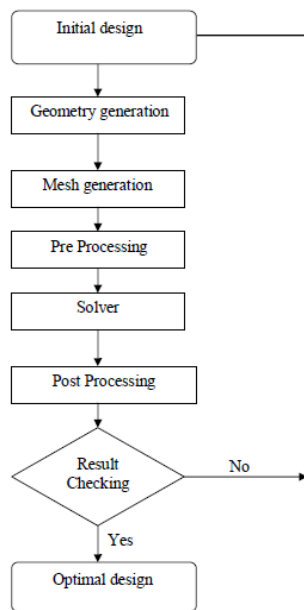 Initial design
Geometry generation
Mesh generation
Pre Processing
Solver
Post Processing
Result
Checking
No
Yes
Optimal design